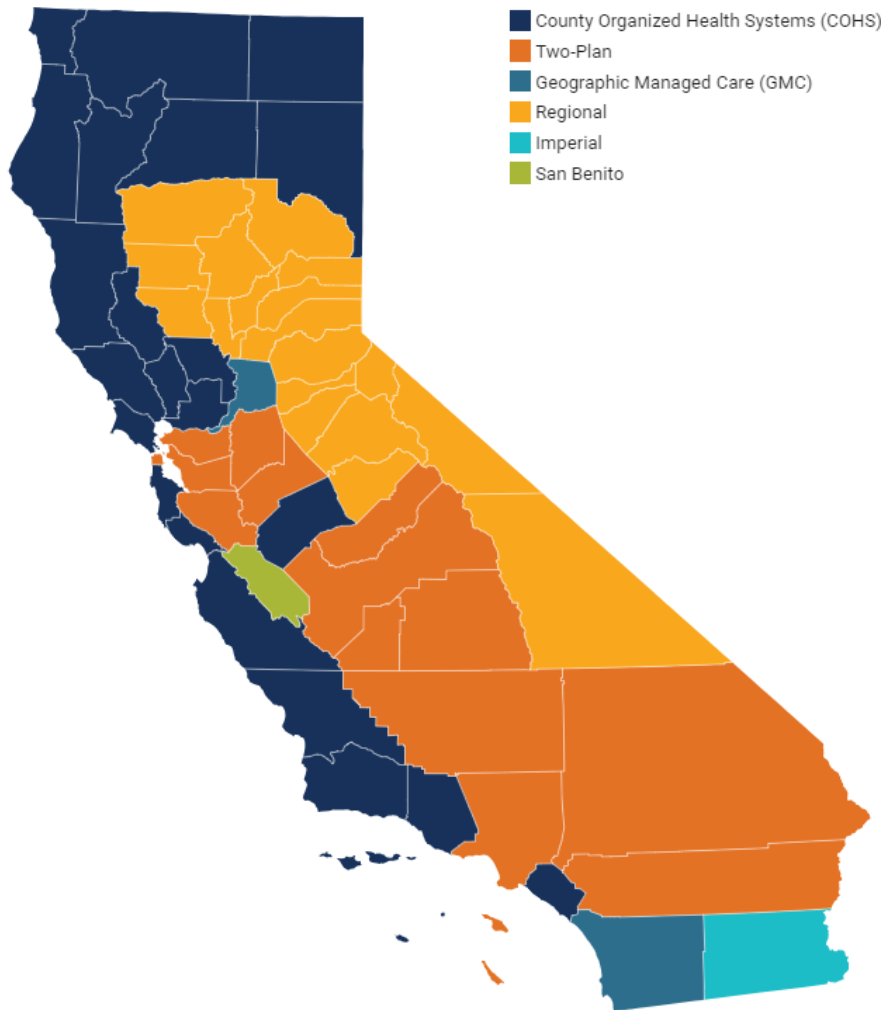 County Organized Health Systems (COHS)
Two-Plan
Geographic Managed Care (GMC)
Regional
Imperial
San Benito